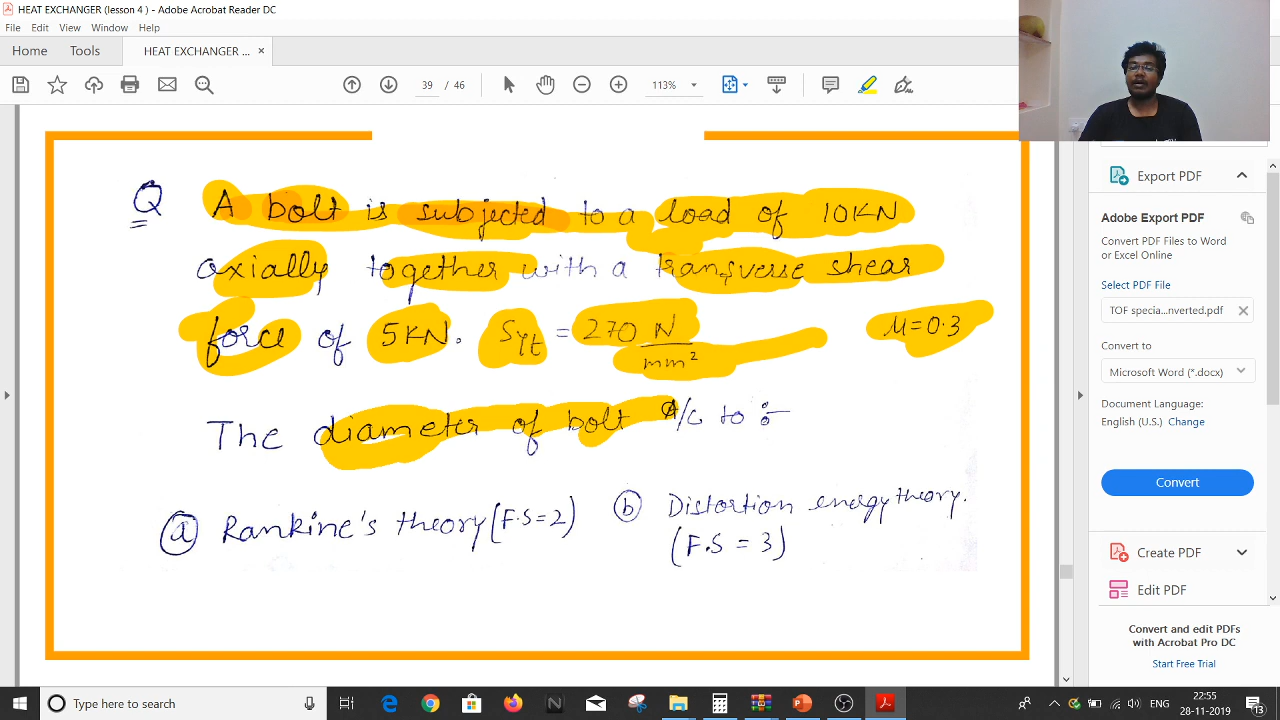 HEAT EXCHANGER (lesson 4 ) - Adobe Acrobat Reader DC
File Edit View Window Help
Home Tools HEAT EXCHANGER ... ×
39 / 46 113%
Q A bolt is subjected to a load of 10KN
axially together with a transverse shear
force of 5KN. Syt = 270 N/mm² μ=0.3
The diameter of bolt A/C to :-
(a) Rankine's theory (F.S=2) (b) Distortion energy theory.
(F.S = 3)
Export PDF
Adobe Export PDF
Convert PDF Files to Word
or Excel Online
Select PDF File
TOF specia...nverted.pdf
Convert to
Microsoft Word (*.docx)
Document Language:
English (U.S.) Change
Convert
Create PDF
Edit PDF
Convert and edit PDFs
with Acrobat Pro DC
Start Free Trial
Type here to search
ENG
22:55
28-11-2019